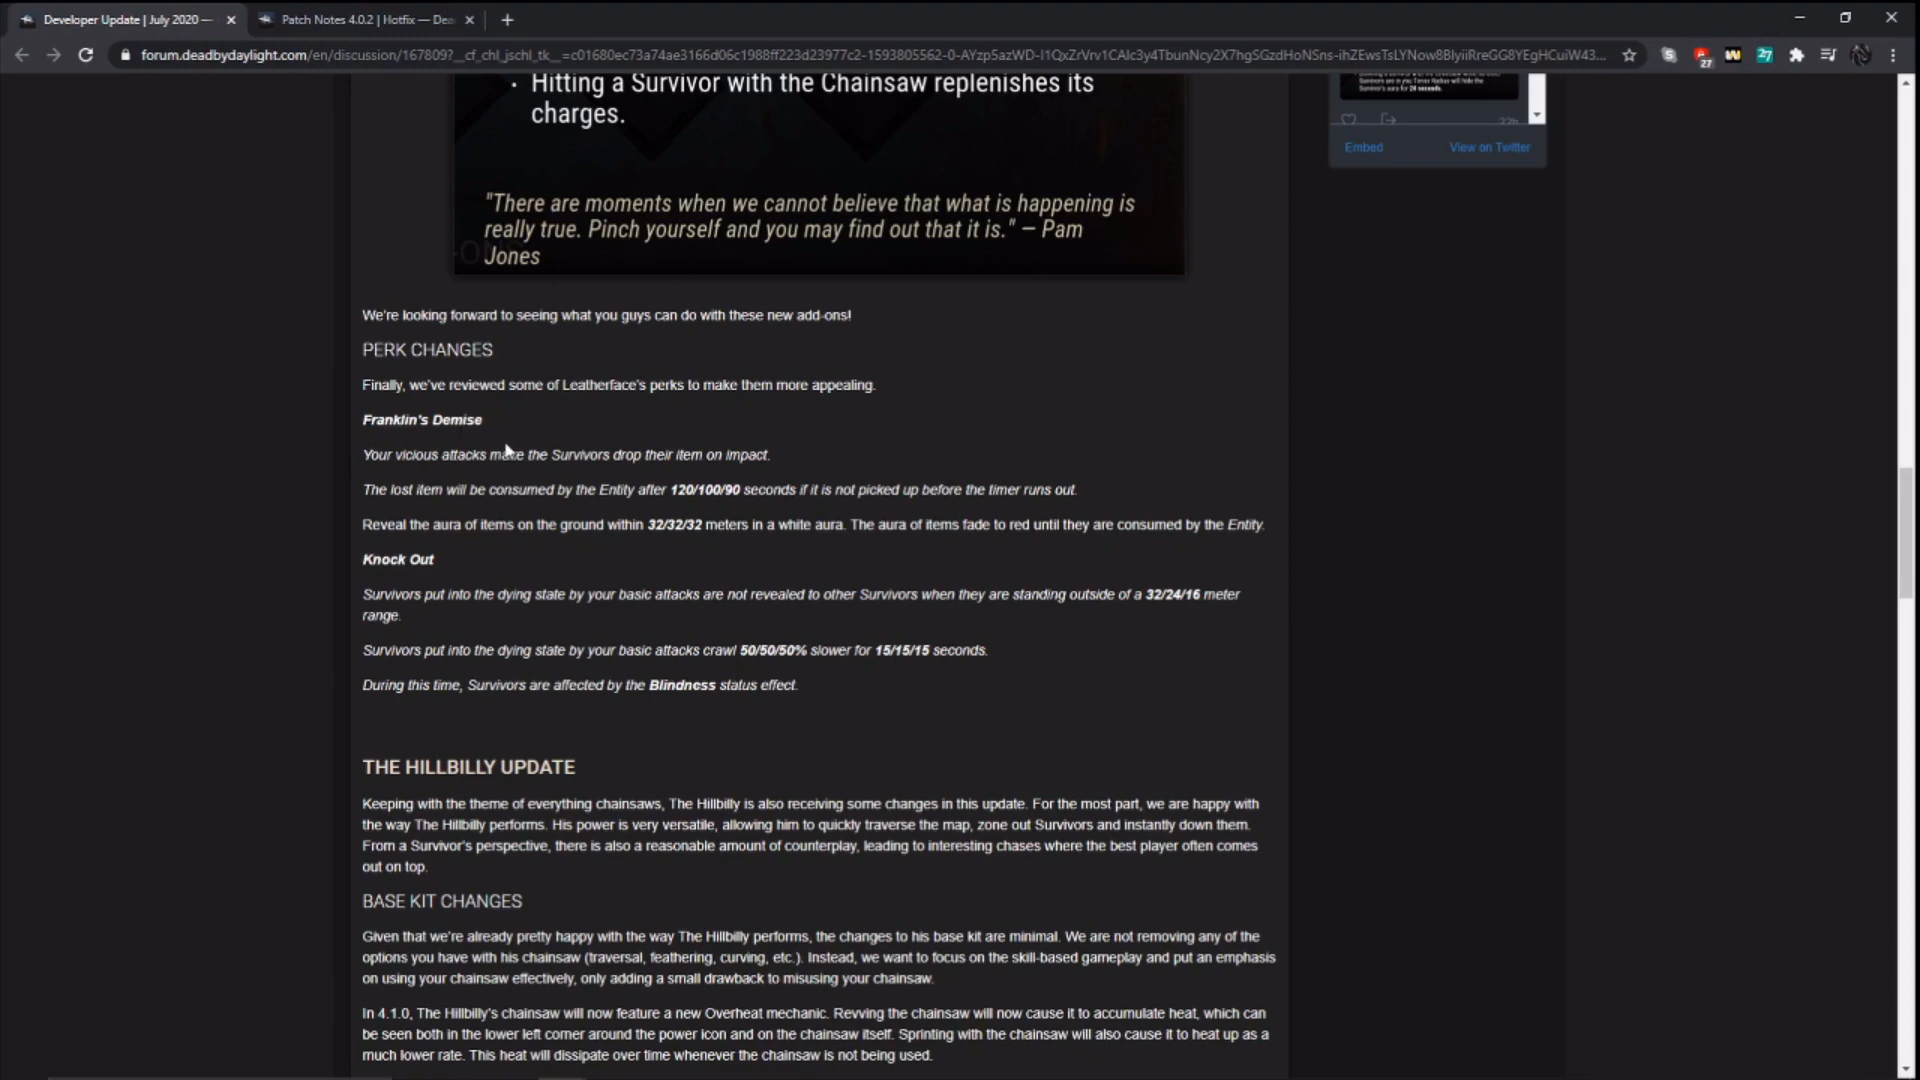 Developer Update | July 2020 —
Patch Notes 4.0.2 | Hotfix — Dea
forum.deadbydaylight.com/en/discussion/167809?__cf_chl_jschl_tk__=c01680ec73a74ae3166d06c1988ff223d23977c2-1593805562-0-
27
27
· Hitting a Survivor with the Chainsaw replenishes its
charges.
"There are moments when we cannot believe that what is happening is
really true. Pinch yourself and you may find out that it is." — Pam
Jones
Survivor's aura for 20 seconds.
22h
Embed
View on Twitter
We're looking forward to seeing what you guys can do with these new add-ons!
PERK CHANGES
Finally, we've reviewed some of Leatherface's perks to make them more appealing.
Franklin's Demise
Your vicious attacks make the Survivors drop their item on impact.
The lost item will be consumed by the Entity after 120/100/90 seconds if it is not picked up before the timer runs out.
Reveal the aura of items on the ground within 32/32/32 meters in a white aura. The aura of items fade to red until they are consumed by the Entity.
Knock Out
Survivors put into the dying state by your basic attacks are not revealed to other Survivors when they are standing outside of a 32/24/16 meter
range.
Survivors put into the dying state by your basic attacks crawl 50/50/50% slower for 15/15/15 seconds.
During this time, Survivors are affected by the Blindness status effect.
THE HILLBILLY UPDATE
Keeping with the theme of everything chainsaws, The Hillbilly is also receiving some changes in this update. For the most part, we are happy with
the way The Hillbilly performs. His power is very versatile, allowing him to quickly traverse the map, zone out Survivors and instantly down them.
From a Survivor's perspective, there is also a reasonable amount of counterplay, leading to interesting chases where the best player often comes
out on top.
BASE KIT CHANGES
Given that we're already pretty happy with the way The Hillbilly performs, the changes to his base kit are minimal. We are not removing any of the
options you have with his chainsaw (traversal, feathering, curving, etc.). Instead, we want to focus on the skill-based gameplay and put an emphasis
on using your chainsaw effectively, only adding a small drawback to misusing your chainsaw.
In 4.1.0, The Hillbilly's chainsaw will now feature a new Overheat mechanic. Revving the chainsaw will now cause it to accumulate heat, which can
be seen both in the lower left corner around the power icon and on the chainsaw itself. Sprinting with the chainsaw will also cause it to heat up as a
much lower rate. This heat will dissipate over time whenever the chainsaw is not being used.